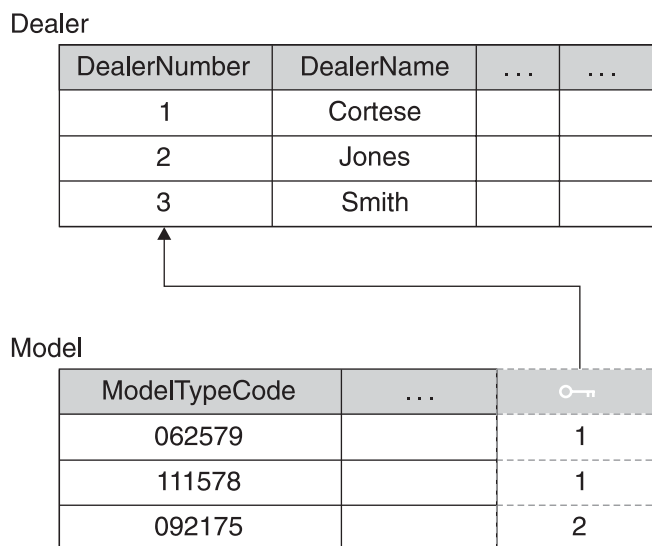 Dealer
DealerNumber DealerName ... ...
1 Cortese
2 Jones
3 Smith
Model
ModelTypeCode ...
062579 1
111578 1
092175 2